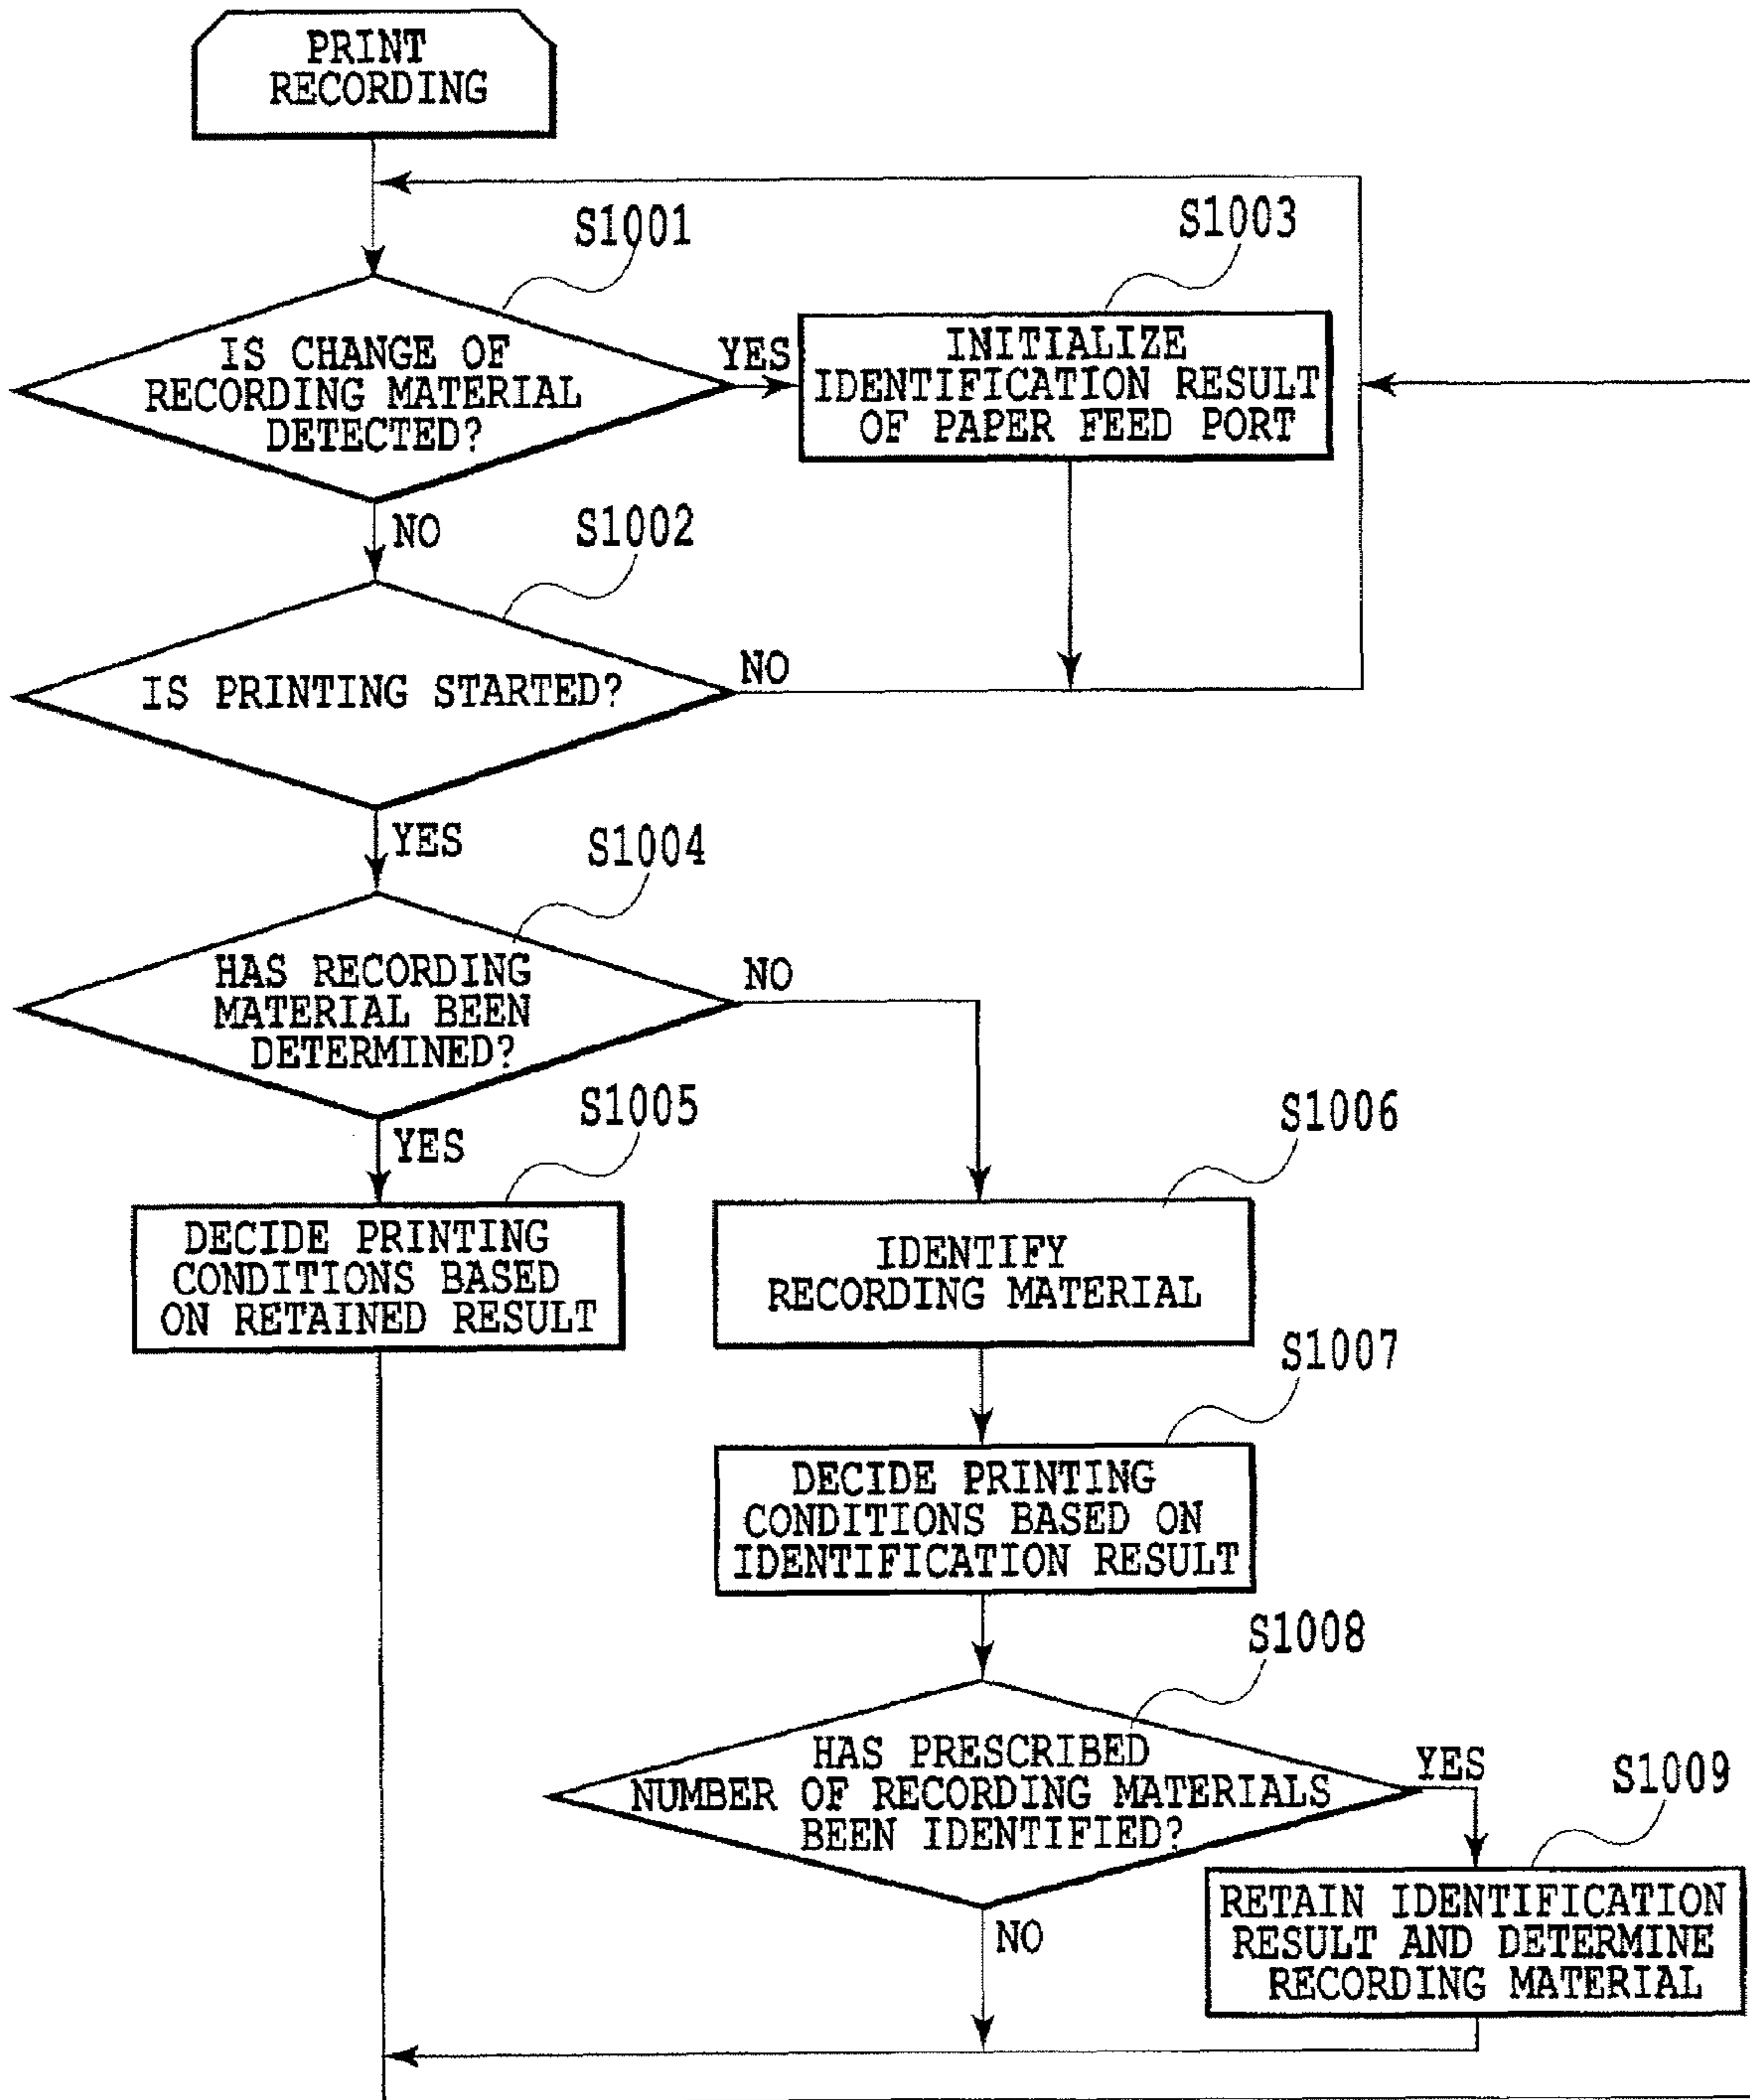 PRINT
RECORDING
S1001
IS CHANGE OF
RECORDING MATERIAL
DETECTED?
YES
NO
S1003
INITIALIZE
IDENTIFICATION RESULT
OF PAPER FEED PORT
S1002
IS PRINTING STARTED?
NO
YES
S1004
HAS RECORDING
MATERIAL BEEN
DETERMINED?
NO
YES
S1005
DECIDE PRINTING
CONDITIONS BASED
ON RETAINED RESULT
S1006
IDENTIFY
RECORDING MATERIAL
S1007
DECIDE PRINTING
CONDITIONS BASED ON
IDENTIFICATION RESULT
S1008
HAS PRESCRIBED
NUMBER OF RECORDING MATERIALS
BEEN IDENTIFIED?
YES
NO
S1009
RETAIN IDENTIFICATION
RESULT AND DETERMINE
RECORDING MATERIAL